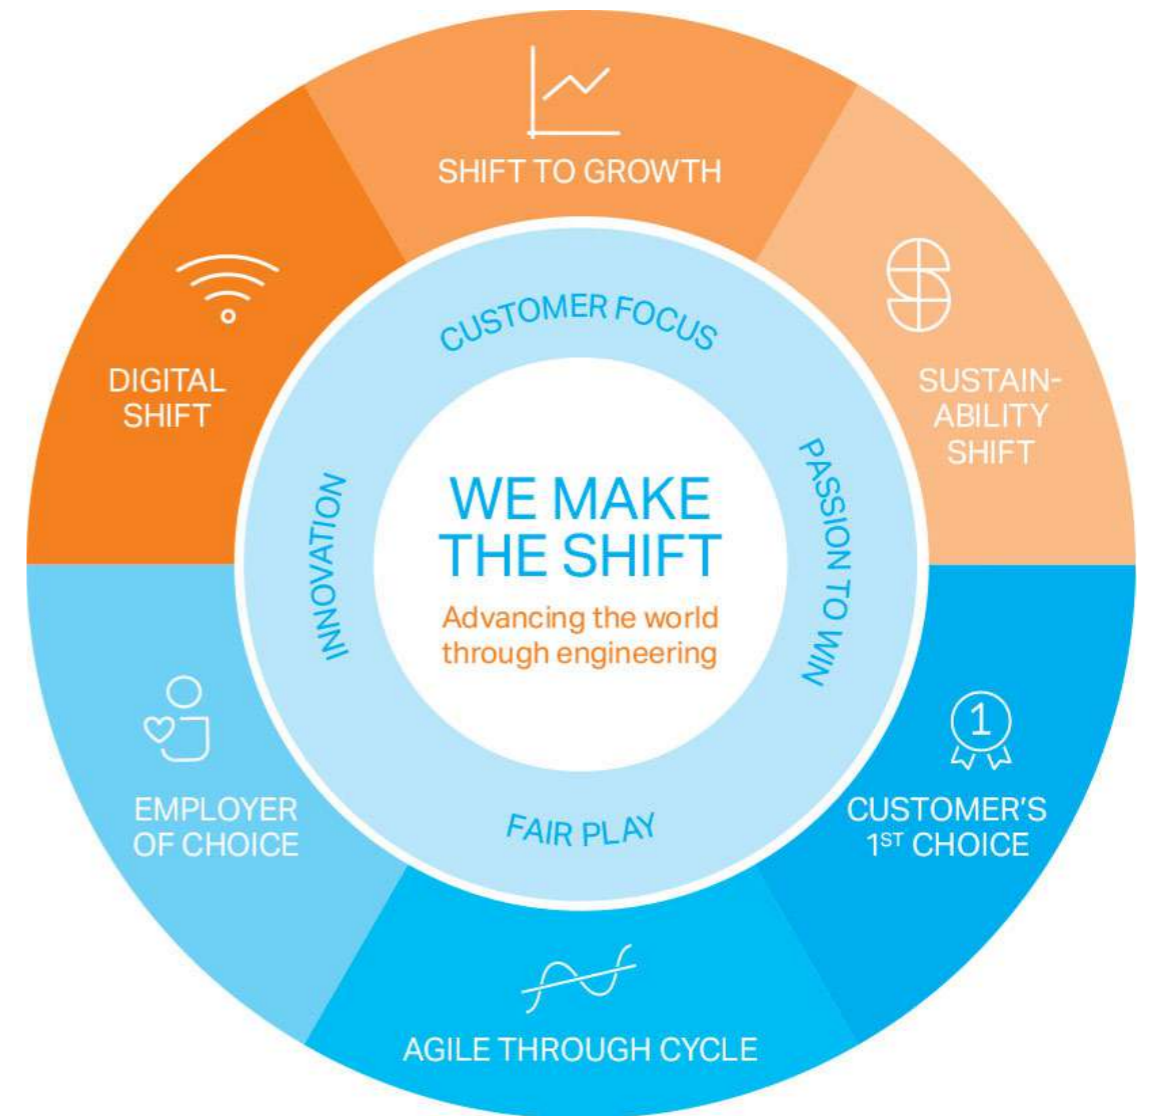 SHIFT TO GROWTH
DIGITAL
SHIFT
SUSTAIN-
ABILITY
SHIFT
CUSTOMER FOCUS
INNOVATION
PASSION TO WIN
WE MAKE
THE SHIFT
Advancing the world
through engineering
FAIR PLAY
EMPLOYER
OF CHOICE
1
CUSTOMER’S
1ST CHOICE
AGILE THROUGH CYCLE